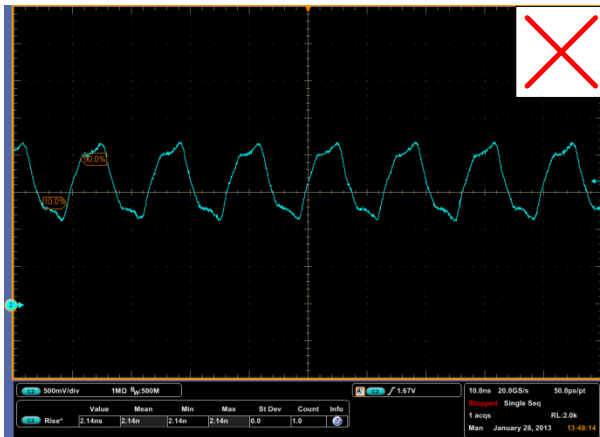 90.0%
10.0%
2
C2 500mV/div 1MΩ BW:500M
A' C2 1.67V
10.0ns 20.0GS/s 50.0ps/pt
Stopped Single Seq
1 acqs RL:2.0k
Man January 28, 2013 13:48:14
Value Mean Min Max St Dev Count Info
C2 Rise* 2.14ns 2.14n 2.14n 2.14n 0.0 1.0